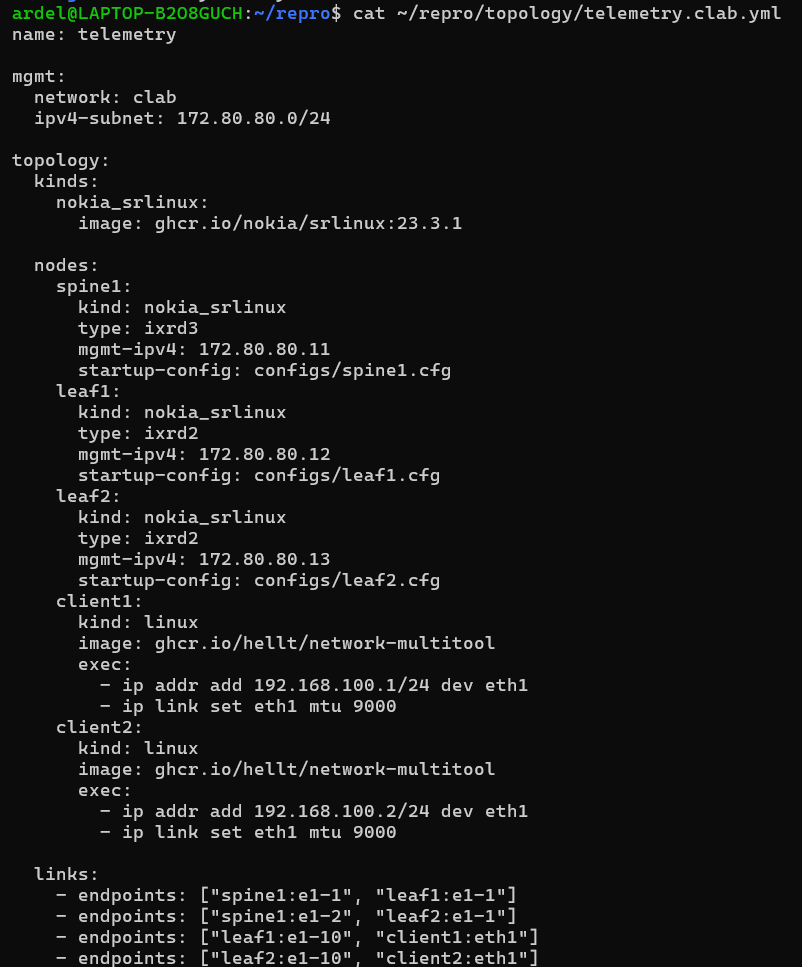 ardel@LAPTOP-B2O8GUCH:~/repro$ cat ~/repro/topology/telemetry.clab.yml
name: telemetry

mgmt:
  network: clab
  ipv4-subnet: 172.80.80.0/24

topology:
  kinds:
    nokia_srlinux:
      image: ghcr.io/nokia/srlinux:23.3.1

  nodes:
    spine1:
      kind: nokia_srlinux
      type: ixrd3
      mgmt-ipv4: 172.80.80.11
      startup-config: configs/spine1.cfg
    leaf1:
      kind: nokia_srlinux
      type: ixrd2
      mgmt-ipv4: 172.80.80.12
      startup-config: configs/leaf1.cfg
    leaf2:
      kind: nokia_srlinux
      type: ixrd2
      mgmt-ipv4: 172.80.80.13
      startup-config: configs/leaf2.cfg
    client1:
      kind: linux
      image: ghcr.io/hellt/network-multitool
      exec:
        - ip addr add 192.168.100.1/24 dev eth1
        - ip link set eth1 mtu 9000
    client2:
      kind: linux
      image: ghcr.io/hellt/network-multitool
      exec:
        - ip addr add 192.168.100.2/24 dev eth1
        - ip link set eth1 mtu 9000

  links:
    - endpoints: ["spine1:e1-1", "leaf1:e1-1"]
    - endpoints: ["spine1:e1-2", "leaf2:e1-1"]
    - endpoints: ["leaf1:e1-10", "client1:eth1"]
    - endpoints: ["leaf2:e1-10", "client2:eth1"]